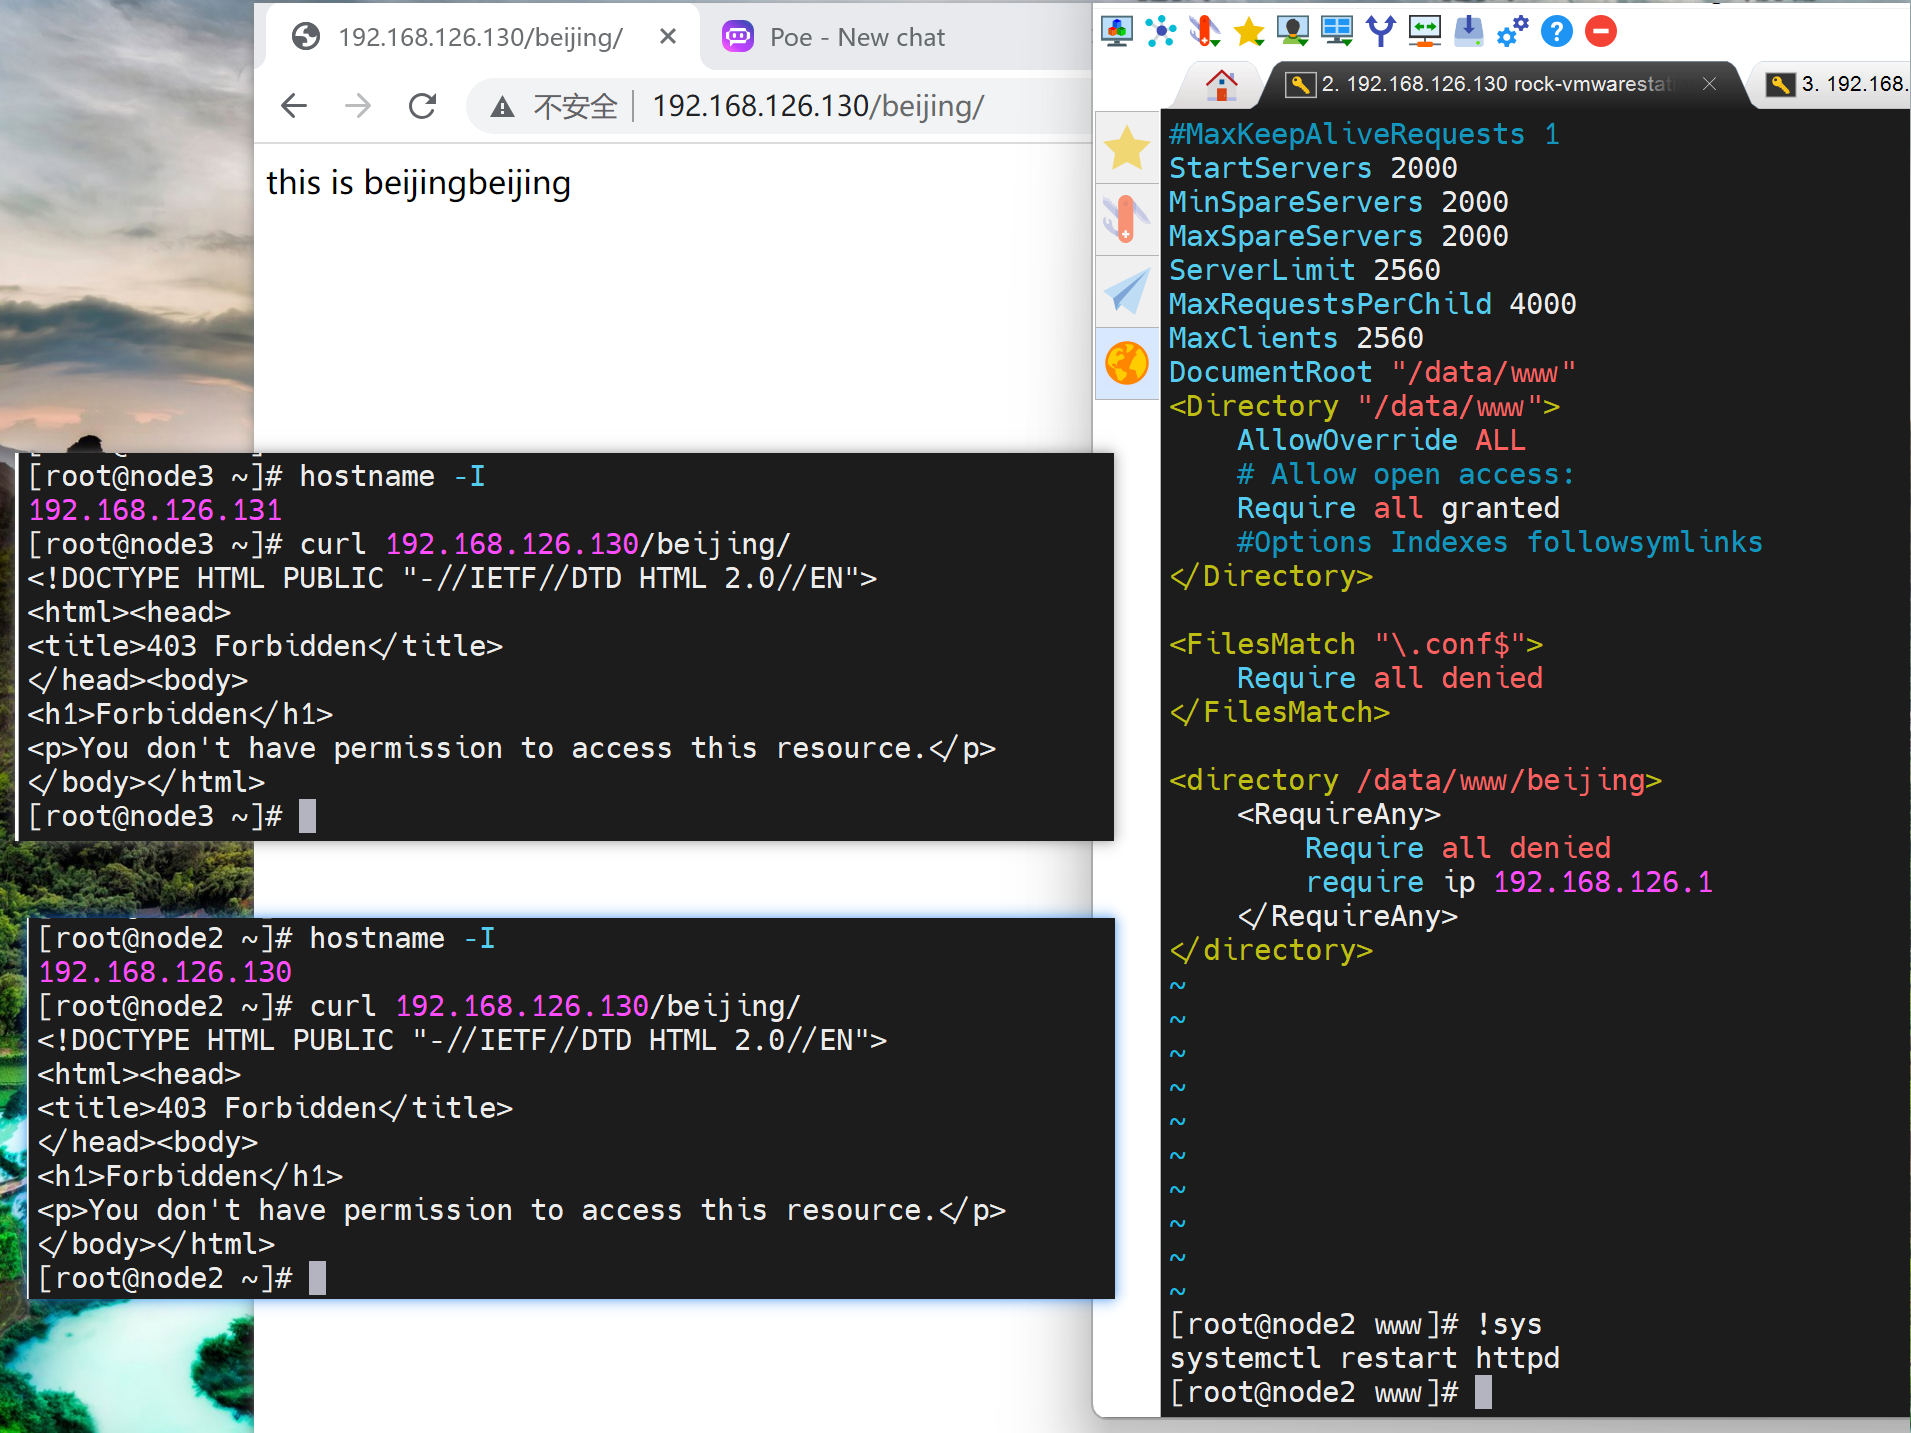 192.168.126.130/beijing/
Poe - New chat
不安全
192.168.126.130/beijing/
this is beijingbeijing
[root@node3 ~]# hostname -I
192.168.126.131
[root@node3 ~]# curl 192.168.126.130/beijing/
<!DOCTYPE HTML PUBLIC "-//IETF//DTD HTML 2.0//EN">
<html><head>
<title>403 Forbidden</title>
</head><body>
<h1>Forbidden</h1>
<p>You don't have permission to access this resource.</p>
</body></html>
[root@node3 ~]#
[root@node2 ~]# hostname -I
192.168.126.130
[root@node2 ~]# curl 192.168.126.130/beijing/
<!DOCTYPE HTML PUBLIC "-//IETF//DTD HTML 2.0//EN">
<html><head>
<title>403 Forbidden</title>
</head><body>
<h1>Forbidden</h1>
<p>You don't have permission to access this resource.</p>
</body></html>
[root@node2 ~]#
2. 192.168.126.130 rock-vmwarestat
3. 192.168.
#MaxKeepAliveRequests 1
StartServers 2000
MinSpareServers 2000
MaxSpareServers 2000
ServerLimit 2560
MaxRequestsPerChild 4000
MaxClients 2560
DocumentRoot "/data/www"
<Directory "/data/www">
    AllowOverride ALL
    # Allow open access:
    Require all granted
    #Options Indexes followsymlinks
</Directory>
<FilesMatch "\.conf$">
    Require all denied
</FilesMatch>
<directory /data/www/beijing>
    <RequireAny>
        Require all denied
        require ip 192.168.126.1
    </RequireAny>
</directory>
~
~
~
~
~
~
~
~
~
~
[root@node2 www]# !sys
systemctl restart httpd
[root@node2 www]#